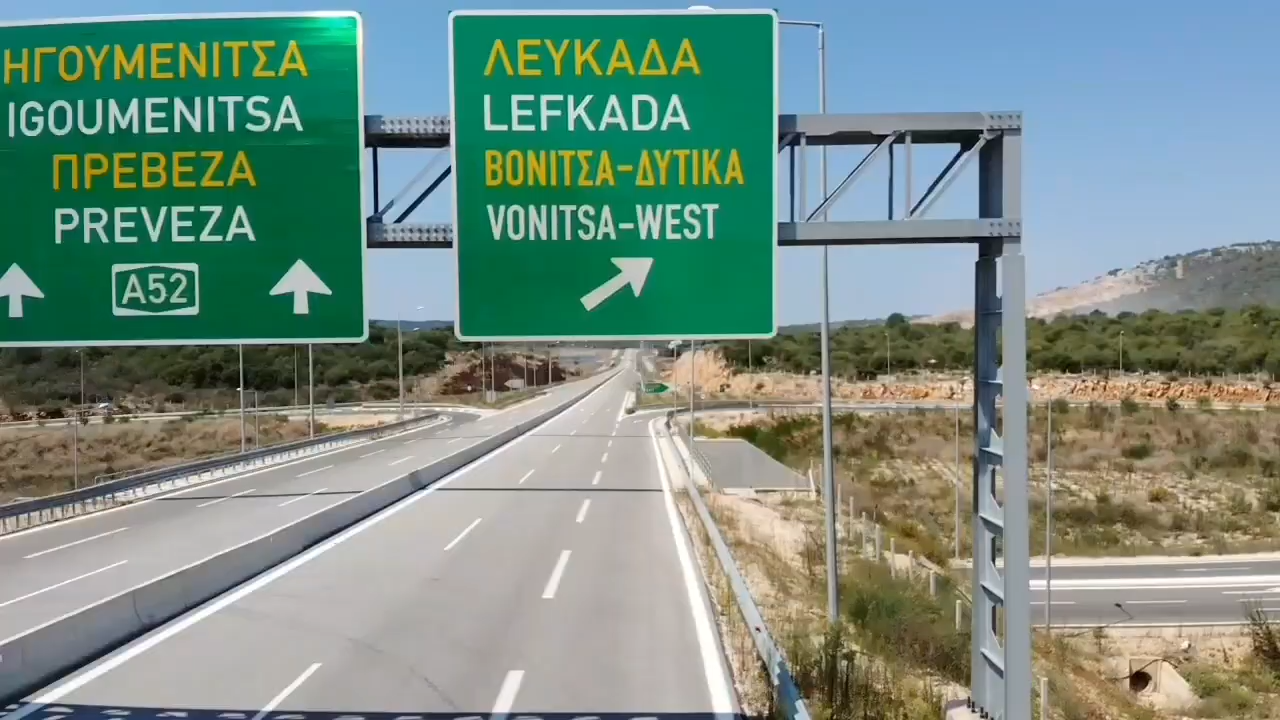 ΗΓΟΥΜΕΝΙΤΣΑ
IGOUMENITSA
ΠΡΕΒΕΖΑ
PREVEZA
A52
ΛΕΥΚΑΔΑ
LEFKADA
ΒΟΝΙΤΣΑ-ΔΥΤΙΚΑ
VONITSA-WEST